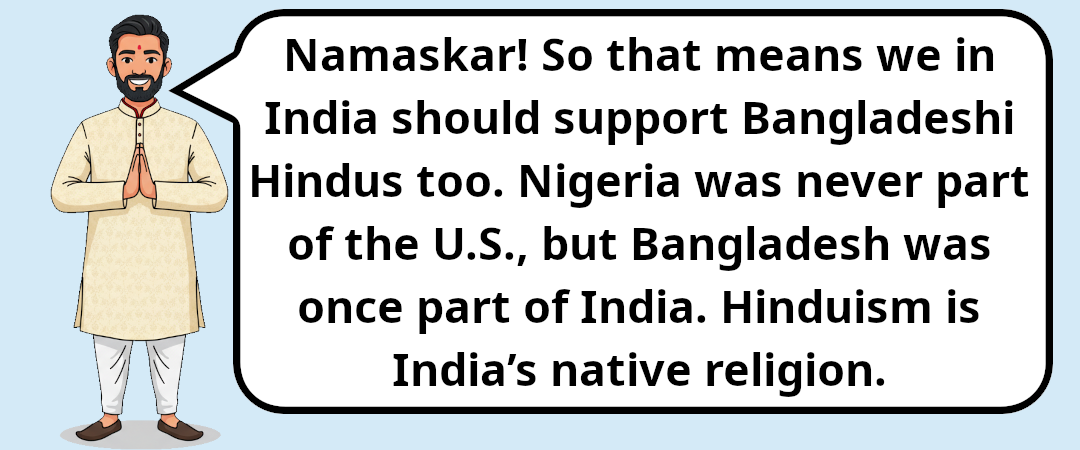 Namaskar! So that means we in
India should support Bangladeshi
Hindus too. Nigeria was never part
of the U.S., but Bangladesh was
once part of India. Hinduism is
India’s native religion.